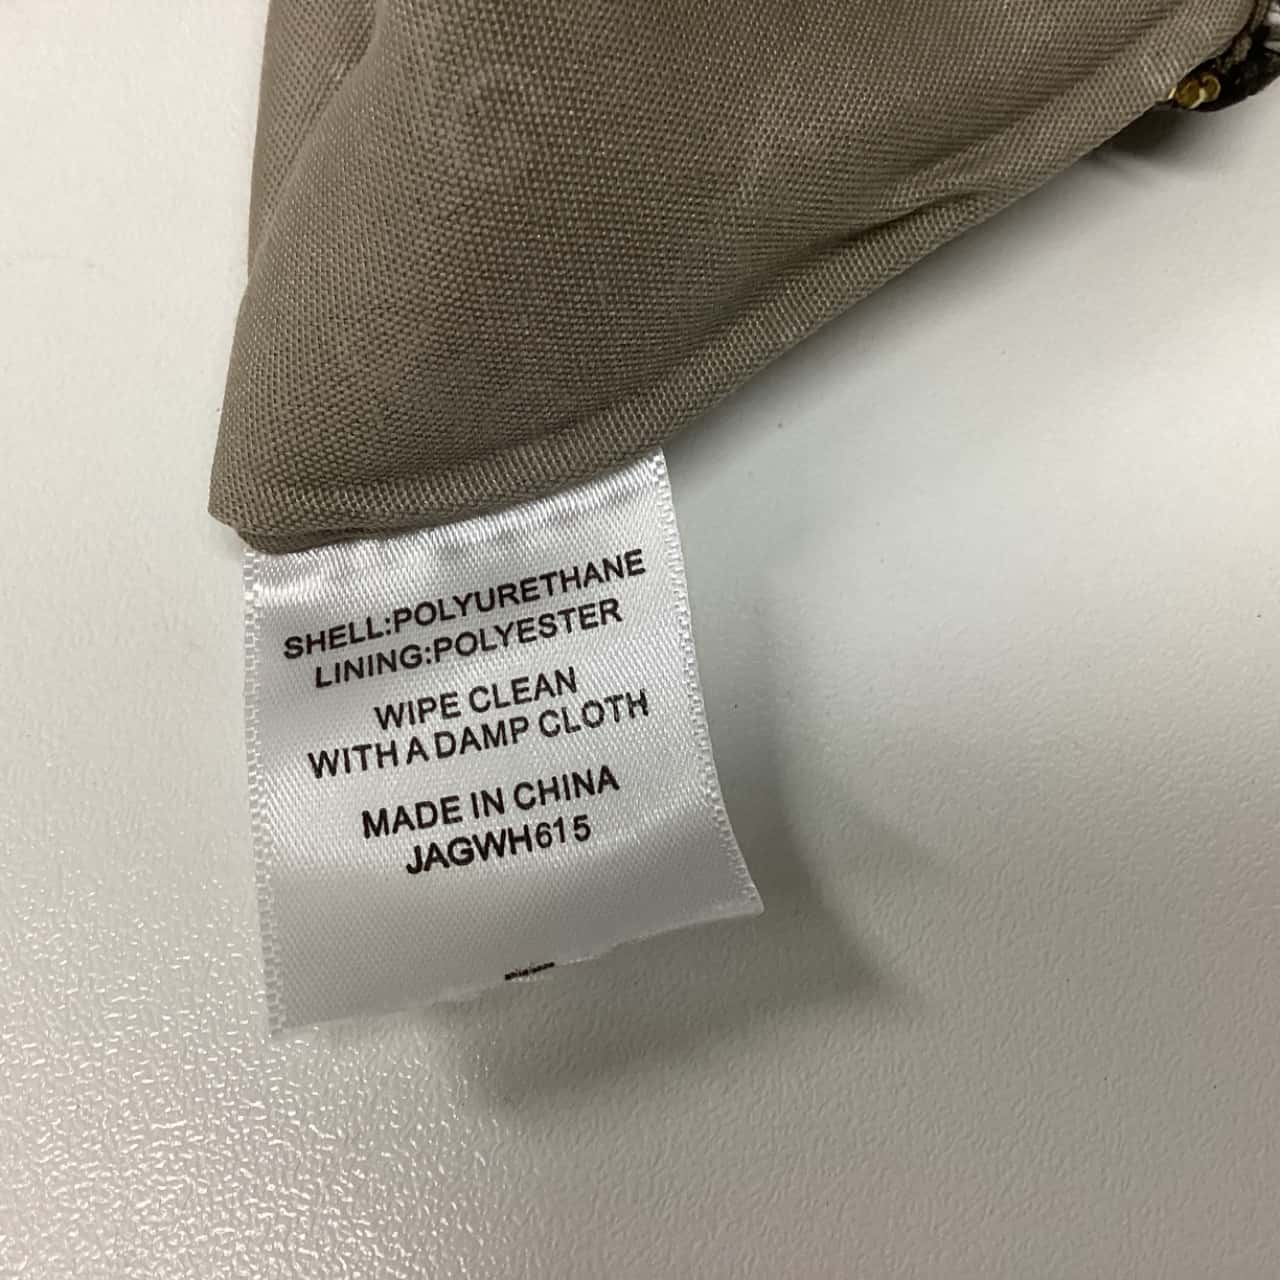 SHELL:POLYURETHANE
LINING:POLYESTER
WIPE CLEAN
WITH A DAMP CLOTH
MADE IN CHINA
JAGWH615